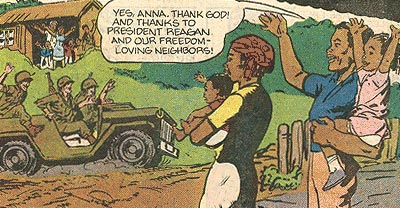 YES, ANNA. THANK GOD!
AND THANKS TO
PRESIDENT REAGAN.
AND OUR FREEDOM-
LOVING NEIGHBORS!